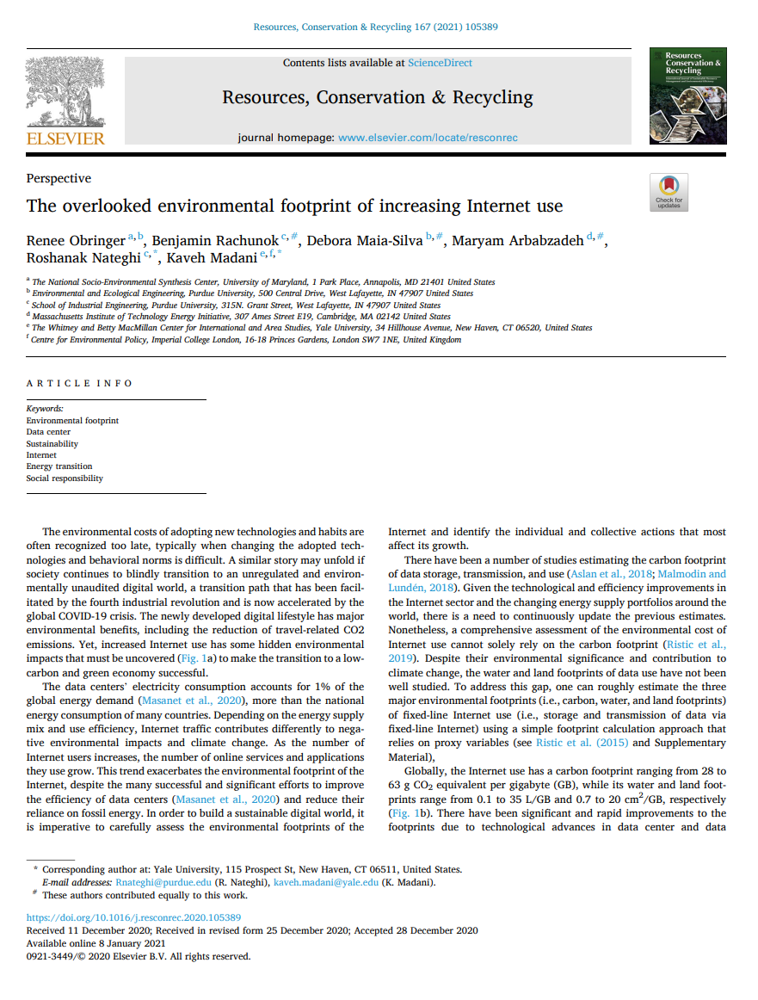 Resources, Conservation & Recycling 167 (2021) 105389
Contents lists available at ScienceDirect
Resources, Conservation & Recycling
journal homepage: www.elsevier.com/locate/resconrec
ELSEVIER
Resources
Conservation &
Recycling
Perspective
The overlooked environmental footprint of increasing Internet use
Check for
updates
Renee Obringer a,b, Benjamin Rachunok c,#, Debora Maia-Silva b,#, Maryam Arbabzadeh d,#,
Roshanak Nateghi c,*, Kaveh Madani e,f,*
a The National Socio-Environmental Synthesis Center, University of Maryland, 1 Park Place, Annapolis, MD 21401 United States
b Environmental and Ecological Engineering, Purdue University, 500 Central Drive, West Lafayette, IN 47907 United States
c School of Industrial Engineering, Purdue University, 315N. Grant Street, West Lafayette, IN 47907 United States
d Massachusetts Institute of Technology Energy Initiative, 307 Ames Street E19, Cambridge, MA 02142 United States
e The Whitney and Betty MacMillan Center for International and Area Studies, Yale University, 34 Hillhouse Avenue, New Haven, CT 06520, United States
f Centre for Environmental Policy, Imperial College London, 16-18 Princes Gardens, London SW7 1NE, United Kingdom
ARTICLE INFO
Keywords:
Environmental footprint
Data center
Sustainability
Internet
Energy transition
Social responsibility
The environmental costs of adopting new technologies and habits are
often recognized too late, typically when changing the adopted tech-
nologies and behavioral norms is difficult. A similar story may unfold if
society continues to blindly transition to an unregulated and environ-
mentally unaudited digital world, a transition path that has been facil-
itated by the fourth industrial revolution and is now accelerated by the
global COVID-19 crisis. The newly developed digital lifestyle has major
environmental benefits, including the reduction of travel-related CO2
emissions. Yet, increased Internet use has some hidden environmental
impacts that must be uncovered (Fig. 1a) to make the transition to a low-
carbon and green economy successful.
The data centers' electricity consumption accounts for 1% of the
global energy demand (Masanet et al., 2020), more than the national
energy consumption of many countries. Depending on the energy supply
mix and use efficiency, Internet traffic contributes differently to nega-
tive environmental impacts and climate change. As the number of
Internet users increases, the number of online services and applications
they use grow. This trend exacerbates the environmental footprint of the
Internet, despite the many successful and significant efforts to improve
the efficiency of data centers (Masanet et al., 2020) and reduce their
reliance on fossil energy. In order to build a sustainable digital world, it
is imperative to carefully assess the environmental footprints of the
Internet and identify the individual and collective actions that most
affect its growth.
There have been a number of studies estimating the carbon footprint
of data storage, transmission, and use (Aslan et al., 2018; Malmodin and
Lundén, 2018). Given the technological and efficiency improvements in
the Internet sector and the changing energy supply portfolios around the
world, there is a need to continuously update the previous estimates.
Nonetheless, a comprehensive assessment of the environmental cost of
Internet use cannot solely rely on the carbon footprint (Ristic et al.,
2019). Despite their environmental significance and contribution to
climate change, the water and land footprints of data use have not been
well studied. To address this gap, one can roughly estimate the three
major environmental footprints (i.e., carbon, water, and land footprints)
of fixed-line Internet use (i.e., storage and transmission of data via
fixed-line Internet) using a simple footprint calculation approach that
relies on proxy variables (see Ristic et al. (2015) and Supplementary
Material),
Globally, the Internet use has a carbon footprint ranging from 28 to
63 g CO₂ equivalent per gigabyte (GB), while its water and land foot-
prints range from 0.1 to 35 L/GB and 0.7 to 20 cm²/GB, respectively
(Fig. 1b). There have been significant and rapid improvements to the
footprints due to technological advances in data center and data
* Corresponding author at: Yale University, 115 Prospect St, New Haven, CT 06511, United States.
E-mail addresses: Rnateghi@purdue.edu (R. Nateghi), kaveh.madani@yale.edu (K. Madani).
# These authors contributed equally to this work.
https://doi.org/10.1016/j.resconrec.2020.105389
Received 11 December 2020; Received in revised form 25 December 2020; Accepted 28 December 2020
Available online 8 January 2021
0921-3449/© 2020 Elsevier B.V. All rights reserved.